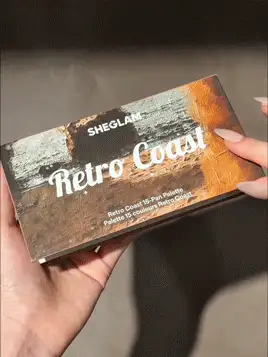 SHEGLAM
Retro Coast
Retro Coast 15-Pan Palette
Palette 15 couleurs Retro Coast